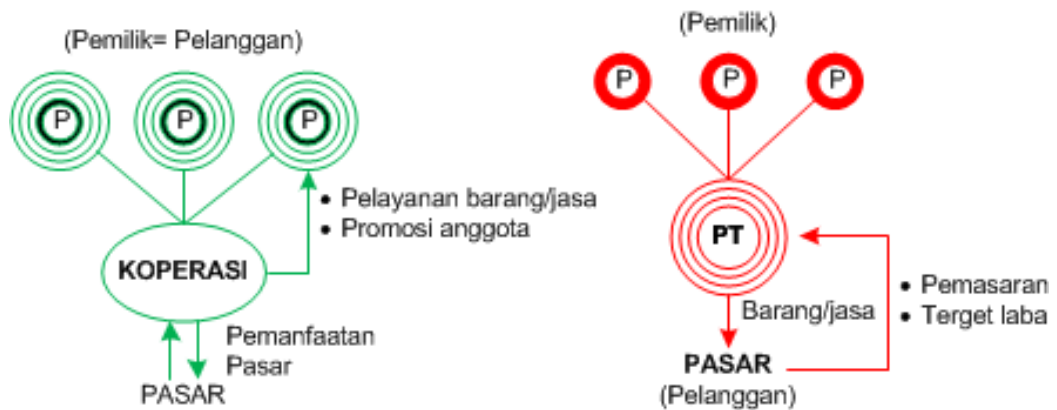 (Pemilik= Pelanggan)
P
P
P
• Pelayanan barang/jasa
• Promosi anggota
KOPERASI
Pemanfaatan
Pasar
PASAR
(Pemilik)
P
P
P
PT
Barang/jasa
• Pemasaran
• Terget laba
PASAR
(Pelanggan)